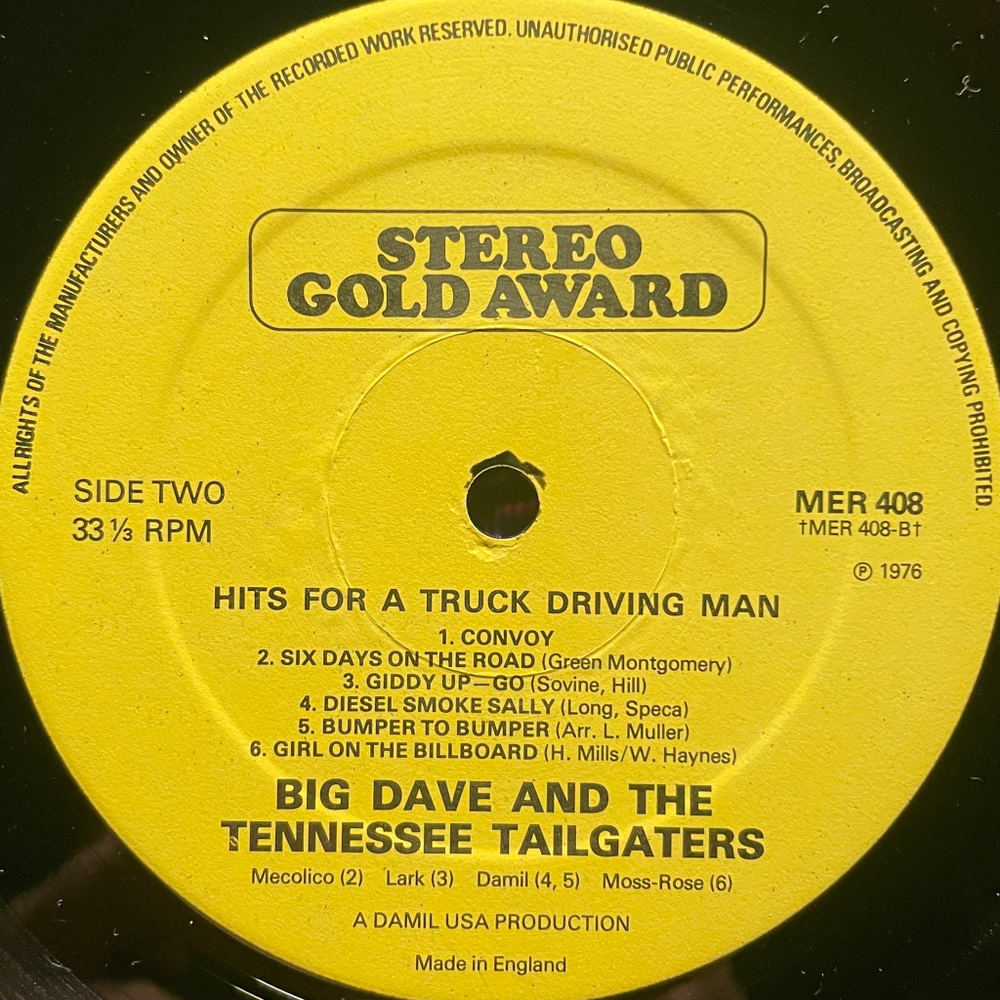 ALL RIGHTS OF THE MANUFACTURERS AND OWNER OF THE RECORDED WORK RESERVED. UNAUTHORISED PUBLIC PERFORMANCES, BROADCASTING AND COPYING PROHIBITED.
STEREO
GOLD AWARD
SIDE TWO
33 ⅓ RPM
MER 408
†MER 408-B†
℗ 1976
HITS FOR A TRUCK DRIVING MAN
1. CONVOY
2. SIX DAYS ON THE ROAD (Green Montgomery)
3. GIDDY UP—GO (Sovine, Hill)
4. DIESEL SMOKE SALLY (Long, Speca)
5. BUMPER TO BUMPER (Arr. L. Muller)
6. GIRL ON THE BILLBOARD (H. Mills/W. Haynes)
BIG DAVE AND THE
TENNESSEE TAILGATERS
Mecolico (2) Lark (3) Damil (4, 5) Moss-Rose (6)
A DAMIL USA PRODUCTION
Made in England